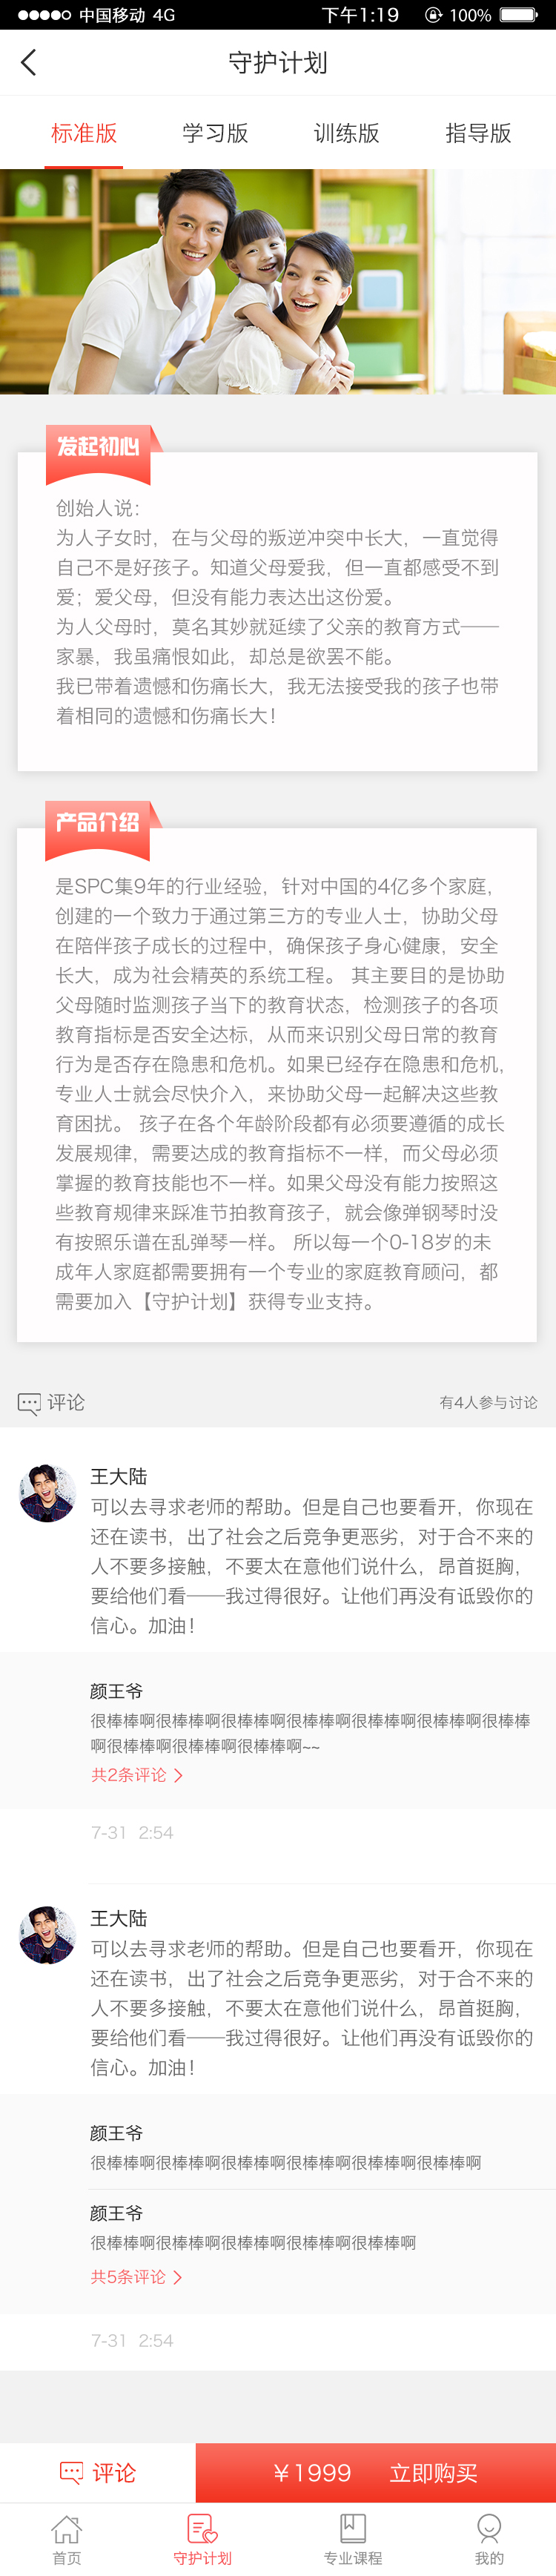 中国移动 4G 下午1:19 100%
守护计划
标准版 学习版 训练版 指导版
发起初心
创始人说：
为人子女时，在与父母的叛逆冲突中长大，一直觉得
自己不是好孩子。知道父母爱我，但一直都感受不到
爱；爱父母，但没有能力表达出这份爱。
为人父母时，莫名其妙就延续了父亲的教育方式——
家暴，我虽痛恨如此，却总是欲罢不能。
我已带着遗憾和伤痛长大，我无法接受我的孩子也带
着相同的遗憾和伤痛长大！
产品介绍
是SPC集9年的行业经验，针对中国的4亿多个家庭，
创建的一个致力于通过第三方的专业人士，协助父母
在陪伴孩子成长的过程中，确保孩子身心健康，安全
长大，成为社会精英的系统工程。 其主要目的是协助
父母随时监测孩子当下的教育状态，检测孩子的各项
教育指标是否安全达标，从而来识别父母日常的教育
行为是否存在隐患和危机。如果已经存在隐患和危机，
专业人士就会尽快介入，来协助父母一起解决这些教
育困扰。 孩子在各个年龄阶段都有必须要遵循的成长
发展规律，需要达成的教育指标不一样，而父母必须
掌握的教育技能也不一样。如果父母没有能力按照这
些教育规律来踩准节拍教育孩子，就会像弹钢琴时没
有按照乐谱在乱弹琴一样。 所以每一个0-18岁的未
成年人家庭都需要拥有一个专业的家庭教育顾问，都
需要加入【守护计划】获得专业支持。
评论 有4人参与讨论
王大陆
可以去寻求老师的帮助。但是自己也要看开，你现在
还在读书，出了社会之后竞争更恶劣，对于合不来的
人不要多接触，不要太在意他们说什么，昂首挺胸，
要给他们看——我过得很好。让他们再没有诋毁你的
信心。加油！
颜王爷
很棒棒啊很棒棒啊很棒棒啊很棒棒啊很棒棒啊很棒棒啊很棒棒
啊很棒棒啊很棒棒啊很棒棒啊~~
共2条评论
7-31 2:54
王大陆
可以去寻求老师的帮助。但是自己也要看开，你现在
还在读书，出了社会之后竞争更恶劣，对于合不来的
人不要多接触，不要太在意他们说什么，昂首挺胸，
要给他们看——我过得很好。让他们再没有诋毁你的
信心。加油！
颜王爷
很棒棒啊很棒棒啊很棒棒啊很棒棒啊很棒棒啊很棒棒啊
颜王爷
很棒棒啊很棒棒啊很棒棒啊很棒棒啊很棒棒啊
共5条评论
7-31 2:54
评论 ￥1999 立即购买
首页 守护计划 专业课程 我的